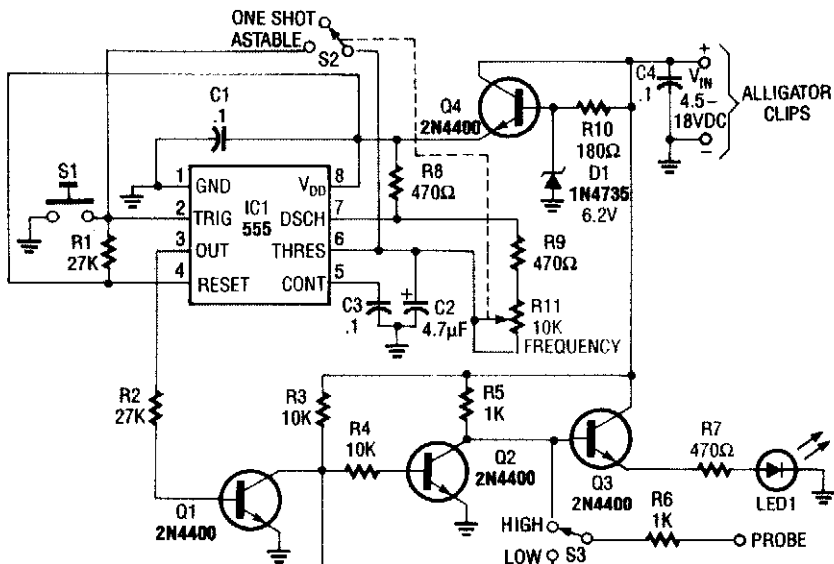 ONE SHOT
ASTABLE
S2
C1
.1
Q4
2N4400
C4
.1
+
VIN
4.5–
18VDC
−
ALLIGATOR
CLIPS
R10
180Ω
D1
1N4735
6.2V
R8
470Ω
S1
1 GND
VDD 8
2 TRIG
IC1
555
DSCH 7
3 OUT
THRES 6
4 RESET
CONT 5
R1
27K
R9
470Ω
R11
10K
FREQUENCY
C3
.1
+
C2
4.7µF
R2
27K
R3
10K
R4
10K
R5
1K
Q1
2N4400
Q2
2N4400
Q3
2N4400
R7
470Ω
LED1
HIGH
LOW
S3
R6
1K
PROBE